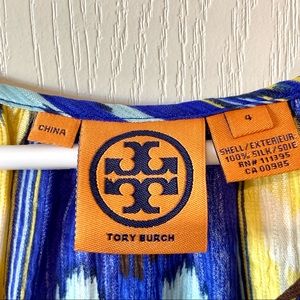 CHINA
TORY BURCH
4
SHELL/EXTERIEUR:
100% SILK/SOIE
RN# 111395
CA 00985